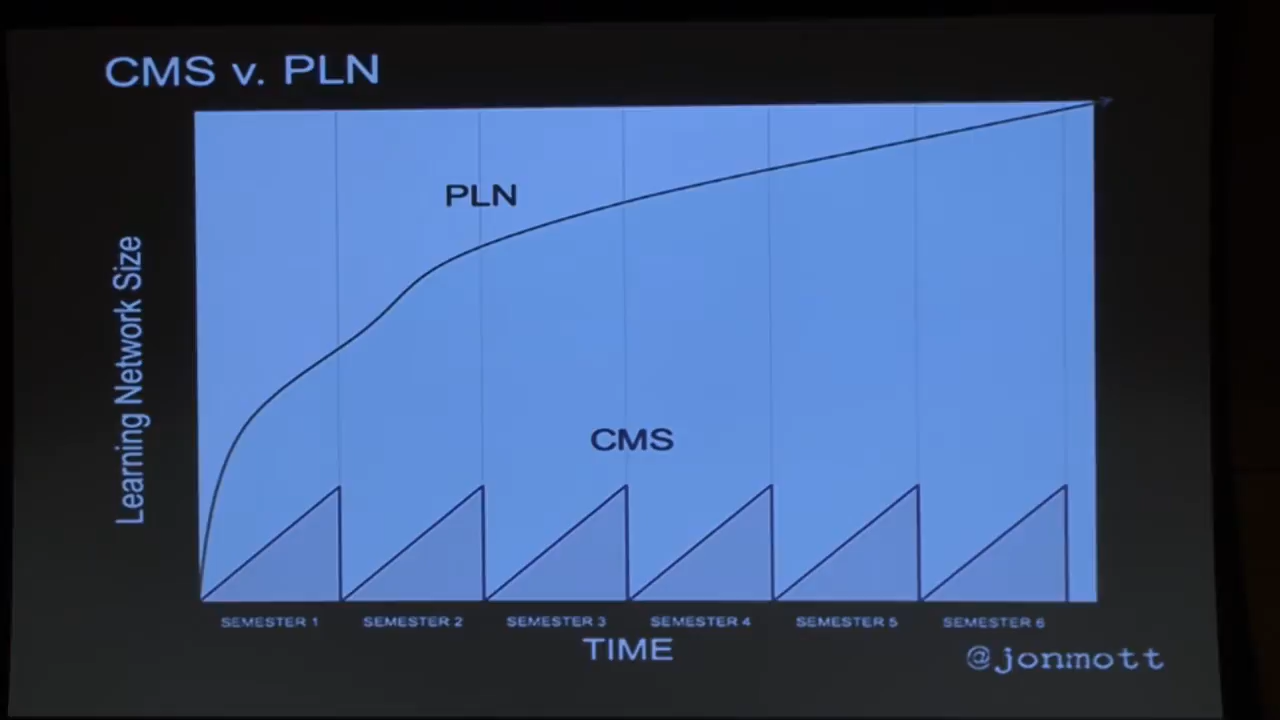 CMS v. PLN
PLN
Learning Network Size
CMS
SEMESTER 1
SEMESTER 2
SEMESTER 3
SEMESTER 4
SEMESTER 5
SEMESTER 6
TIME
@jonmott